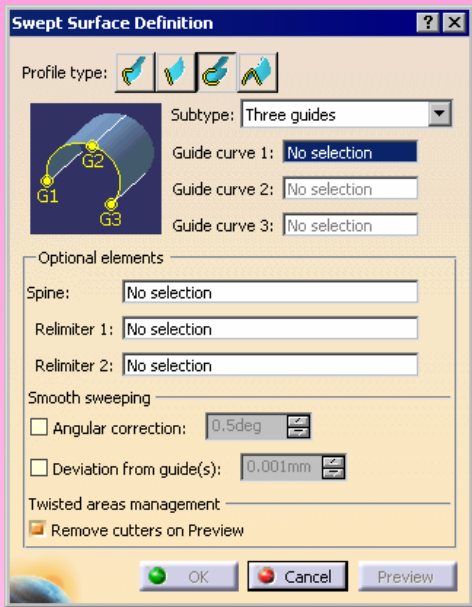 Swept Surface Definition ? X
Profile type:
Subtype: Three guides
G1 G2 G3
Guide curve 1: No selection
Guide curve 2: No selection
Guide curve 3: No selection
Optional elements
Spine: No selection
Relimiter 1: No selection
Relimiter 2: No selection
Smooth sweeping
Angular correction: 0.5deg
Deviation from guide(s): 0.001mm
Twisted areas management
Remove cutters on Preview
OK Cancel Preview